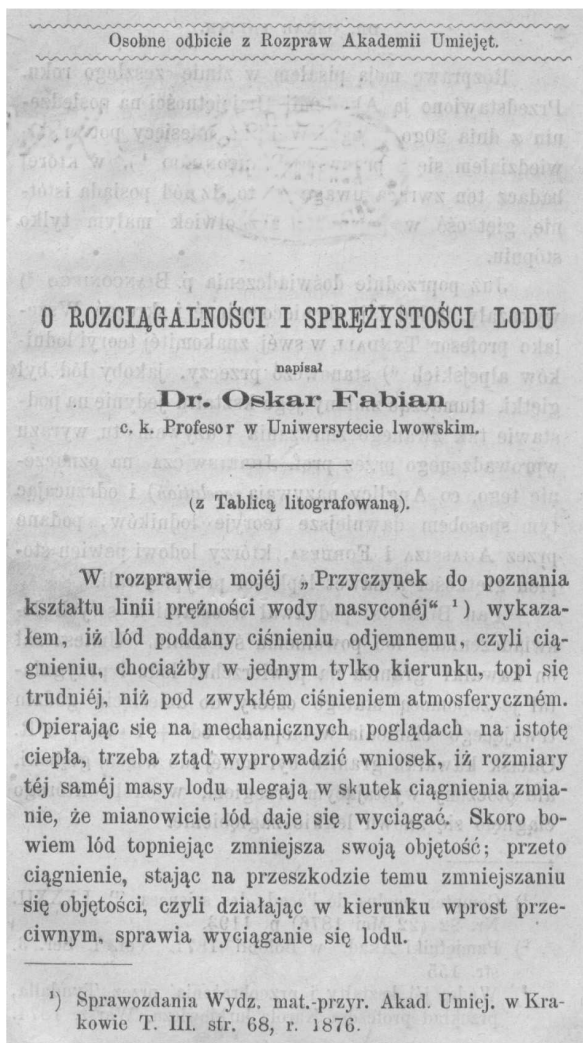 Osobne odbicie z Rozpraw Akademii Umiejęt.
O ROZCIĄGALNOŚCI I SPRĘŻYSTOŚCI LODU
napisał
Dr. Oskar Fabian
c. k. Profesor w Uniwersytecie lwowskim.
(z Tablicą litografowaną).
W rozprawie mojéj „Przyczynek do poznania
kształtu linii prężności wody nasyconéj“ ¹) wykaza-
łem, iż lód poddany ciśnieniu odjemnemu, czyli cią-
gnieniu, chociażby w jednym tylko kierunku, topi się
trudniéj, niż pod zwykłém ciśnieniem atmosferyczném.
Opierając się na mechanicznych poglądach na istotę
ciepła, trzeba ztąd wyprowadzić wniosek, iż rozmiary
téj saméj masy lodu ulegają w skutek ciągnienia zmia-
nie, że mianowicie lód daje się wyciągać. Skoro bo-
wiem lód topniejąc zmniejsza swoją objętość; przeto
ciągnienie, stając na przeszkodzie temu zmniejszaniu
się objętości, czyli działając w kierunku wprost prze-
ciwnym, sprawia wyciąganie się lodu.
¹) Sprawozdania Wydz. mat.-przyr. Akad. Umiej. w Kra-
kowie T. III. str. 68, r. 1876.